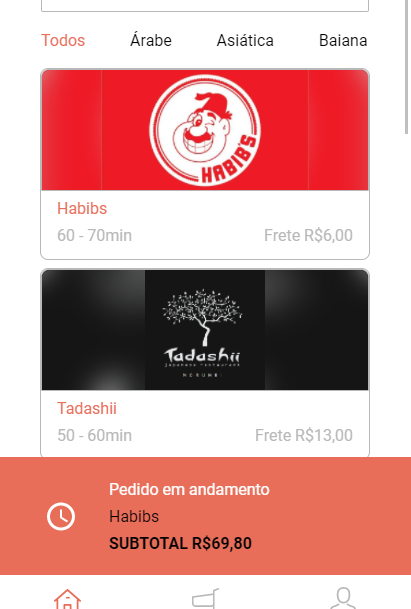 Todos Árabe Asiática Baiana
HABIB'S
Habibs
60 - 70min Frete R$6,00
Tadashii
japanese restaurant
MORUMBI
Tadashii
50 - 60min Frete R$13,00
Pedido em andamento
Habibs
SUBTOTAL R$69,80